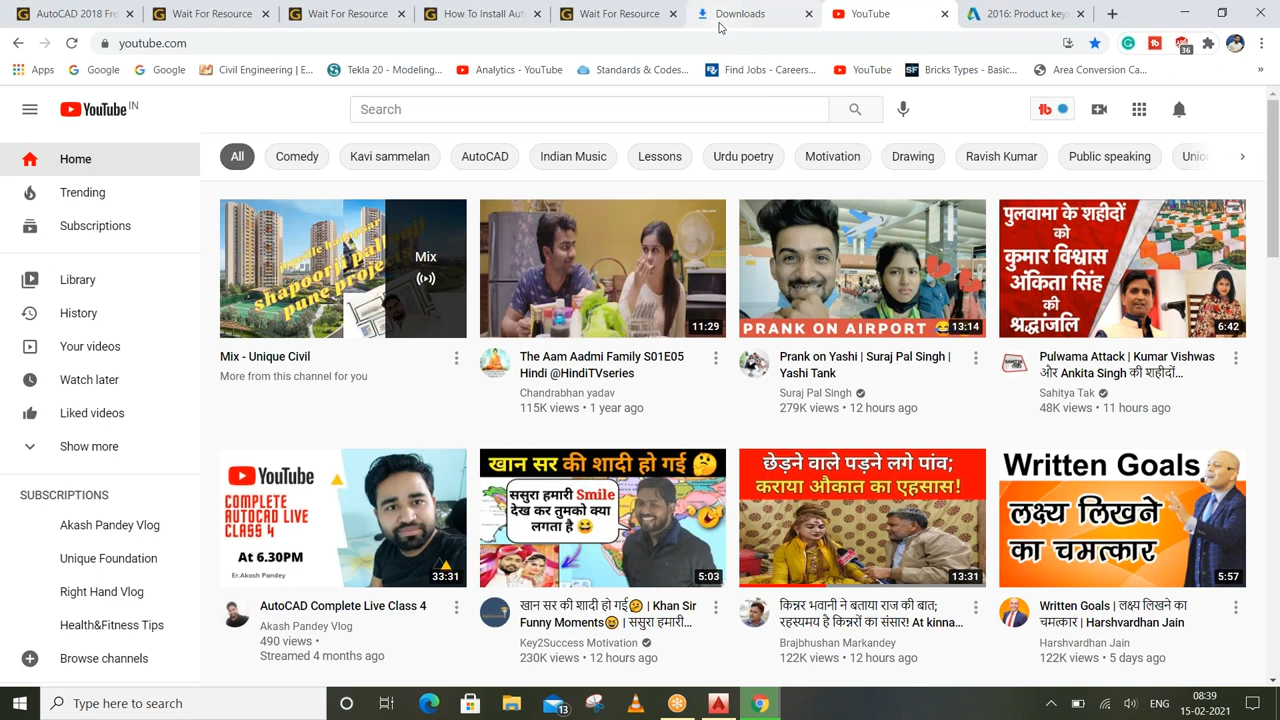 AutoCAD 2018 Fre
Wait For Resource
Wait For Resource
How To Install Aut
Wait For Resource
Downloads
YouTube
2016: Product key
youtube.com
36
Apps
Google
Google
Civil Engineering | E...
Tekla 20 - Modeling...
Analytics - YouTube
Standards & Codes...
Find Jobs - Careers...
YouTube
Bricks Types - Basic...
Area Conversion Ca...
»
YouTube IN
Search
Home
Trending
Subscriptions
Library
History
Your videos
Watch later
Liked videos
Show more
SUBSCRIPTIONS
Akash Pandey Vlog
Unique Foundation
Right Hand Vlog
Health&Fitness Tips
Browse channels
All
Comedy
Kavi sammelan
AutoCAD
Indian Music
Lessons
Urdu poetry
Motivation
Drawing
Ravish Kumar
Public speaking
Union
shapoorji pallonji
pune project
Mix
Mix - Unique Civil
More from this channel for you
11:29
The Aam Aadmi Family S01E05
Hindi @HindiTVseries
Chandrabhan yadav
115K views • 1 year ago
PRANK ON AIRPORT 😂
13:14
Prank on Yashi | Suraj Pal Singh |
Yashi Tank
Suraj Pal Singh
279K views • 12 hours ago
पुलवामा के शहीदों
को
कुमार विश्वास
अंकिता सिंह
की
श्रद्धांजलि
6:42
Pulwama Attack | Kumar Vishwas
और Ankita Singh की शहीदों...
Sahitya Tak
48K views • 11 hours ago
YouTube
COMPLETE
AUTOCAD LIVE
CLASS 4
At 6.30PM
Er.Akash Pandey
33:31
AutoCAD Complete Live Class 4
Akash Pandey Vlog
490 views •
Streamed 4 months ago
खान सर की शादी हो गई 🤔
ससुरा हमारी Smile
देख कर तुमको क्या
लगता है 😆
5:03
खान सर की शादी हो गई🤔 | Khan Sir
Funny Moments😆 | ससुरा हमारी...
Key2Success Motivation
230K views • 12 hours ago
छेड़ने वाले पड़ने लगे पांव;
कराया औकात का एहसास!
13:31
किन्नर भवानी ने बताया राज की बात;
रहस्यमय है किन्नरों का संसार! At kinna...
Brajbhushan Markandey
122K views • 12 hours ago
Written Goals
लक्ष्य लिखने
का चमत्कार
5:57
Written Goals | लक्ष्य लिखने का
चमत्कार | Harshvardhan Jain
Harshvardhan Jain
122K views • 5 days ago
Type here to search
13
ENG
08:39
15-02-2021